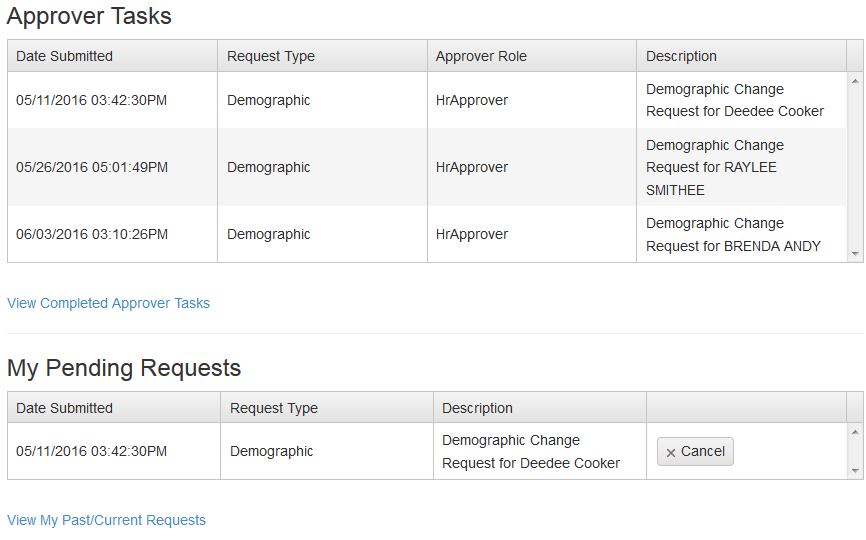 Approver Tasks
Date Submitted Request Type Approver Role Description
05/11/2016 03:42:30PM Demographic HrApprover Demographic Change
Request for Deedee Cooker
05/26/2016 05:01:49PM Demographic HrApprover Demographic Change
Request for RAYLEE
SMITHEE
06/03/2016 03:10:26PM Demographic HrApprover Demographic Change
Request for BRENDA ANDY
View Completed Approver Tasks
My Pending Requests
Date Submitted Request Type Description
05/11/2016 03:42:30PM Demographic Demographic Change
Request for Deedee Cooker
Cancel
View My Past/Current Requests